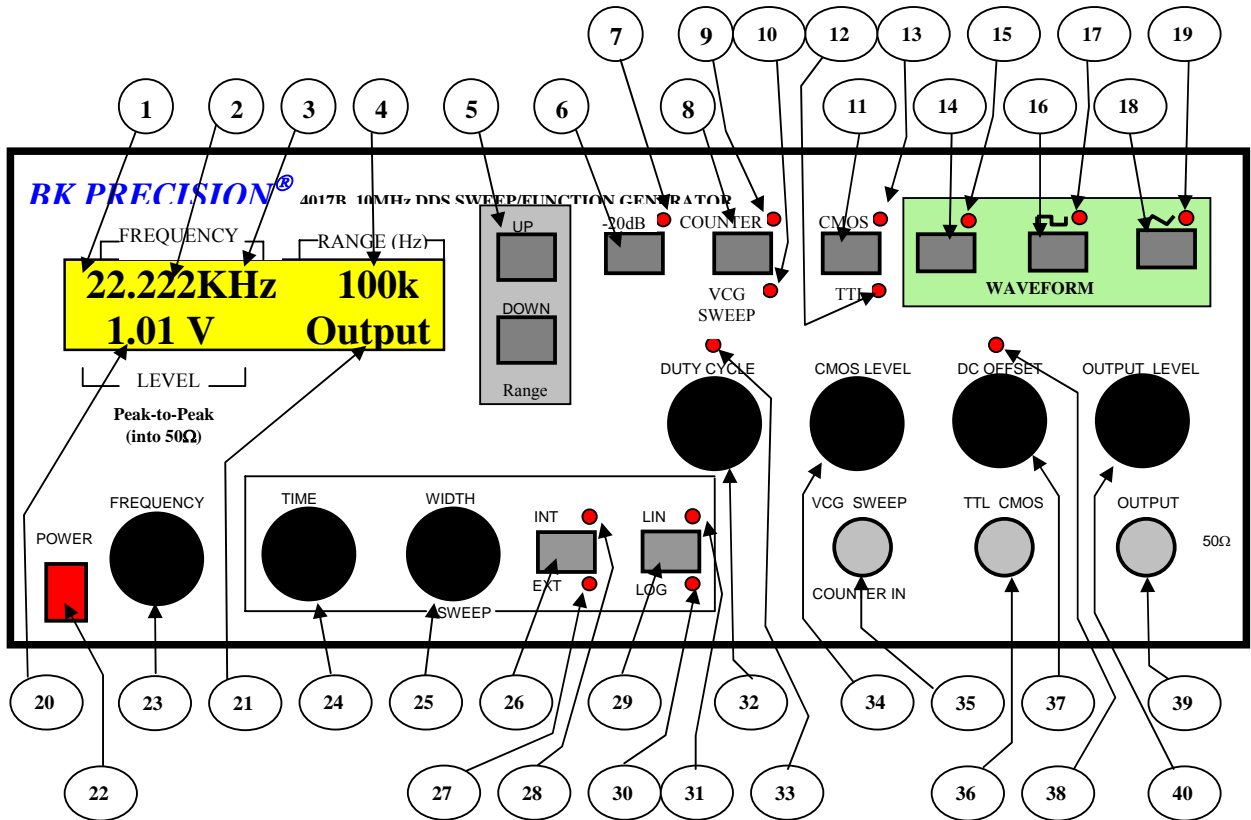 7 9 10 12 13 15 17 19
1 2 3 4 5 6 8 11 14 16 18
BK PRECISION®
4017B 10MHz DDS SWEEP/FUNCTION GENERATOR
FREQUENCY
RANGE (Hz)
22.222KHz 100k
1.01 V Output
LEVEL
Peak-to-Peak
(into 50Ω)
UP
DOWN
Range
-20dB
COUNTER
VCG
SWEEP
CMOS
TTL
WAVEFORM
DUTY CYCLE
CMOS LEVEL
DC OFFSET
OUTPUT LEVEL
POWER
FREQUENCY
TIME
WIDTH
INT
EXT
LIN
LOG
SWEEP
VCG SWEEP
COUNTER IN
TTL CMOS
OUTPUT
50Ω
20 23 21 24 25 26 29 32 34 35 37 39
22 27 28 30 31 33 36 38 40